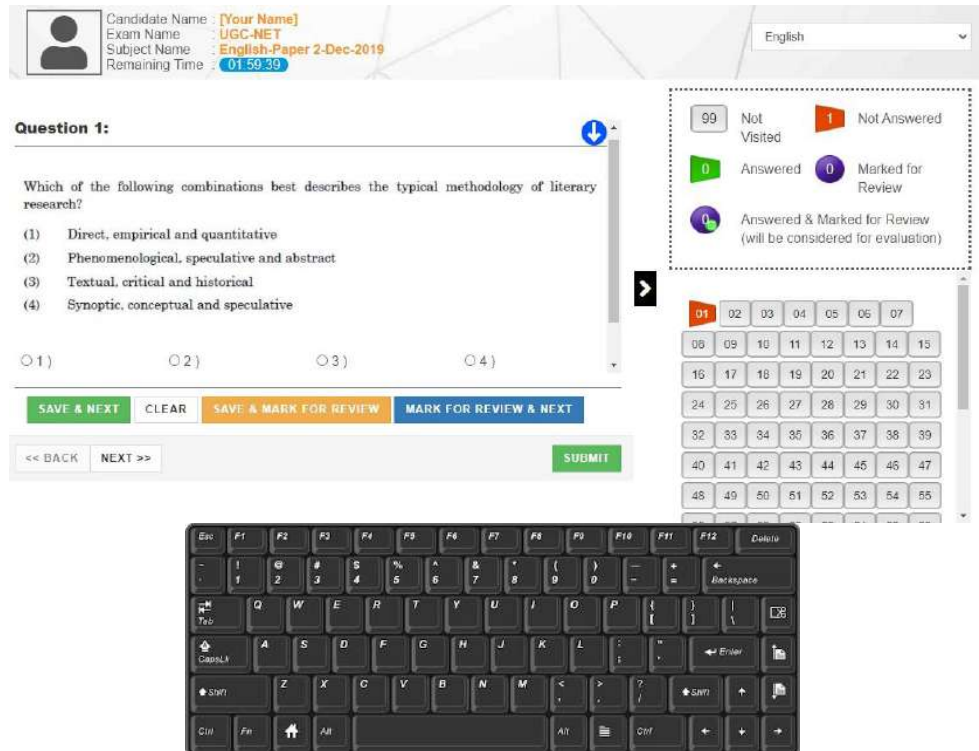 Candidate Name : [Your Name]
Exam Name : UGC-NET
Subject Name : English-Paper 2-Dec-2019
Remaining Time : 01:59:39
English
Question 1:
Which of the following combinations best describes the typical methodology of literary
research?
(1) Direct, empirical and quantitative
(2) Phenomenological, speculative and abstract
(3) Textual, critical and historical
(4) Synoptic, conceptual and speculative
1) 2) 3) 4)
SAVE & NEXT CLEAR SAVE & MARK FOR REVIEW MARK FOR REVIEW & NEXT
<< BACK NEXT >> SUBMIT
99 Not Visited 1 Not Answered
0 Answered 0 Marked for Review
0 Answered & Marked for Review
(will be considered for evaluation)
01 02 03 04 05 06 07
08 09 10 11 12 13 14 15
16 17 18 19 20 21 22 23
24 25 26 27 28 29 30 31
32 33 34 35 36 37 38 39
40 41 42 43 44 45 46 47
48 49 50 51 52 53 54 55
Esc F1 F2 F3 F4 F5 F6 F7 F8 F9 F10 F11 F12 Delete
! @ # $ % ^ & * ( ) — +
1 2 3 4 5 6 7 8 9 0 - = Backspace
Tab Q W E R T Y U I O P { [ } ] | \
CapsLk A S D F G H J K L : ; " Enter
Shift Z X C V B N M < , > . ? / Shift
Ctrl Fn Alt Alt Ctrl